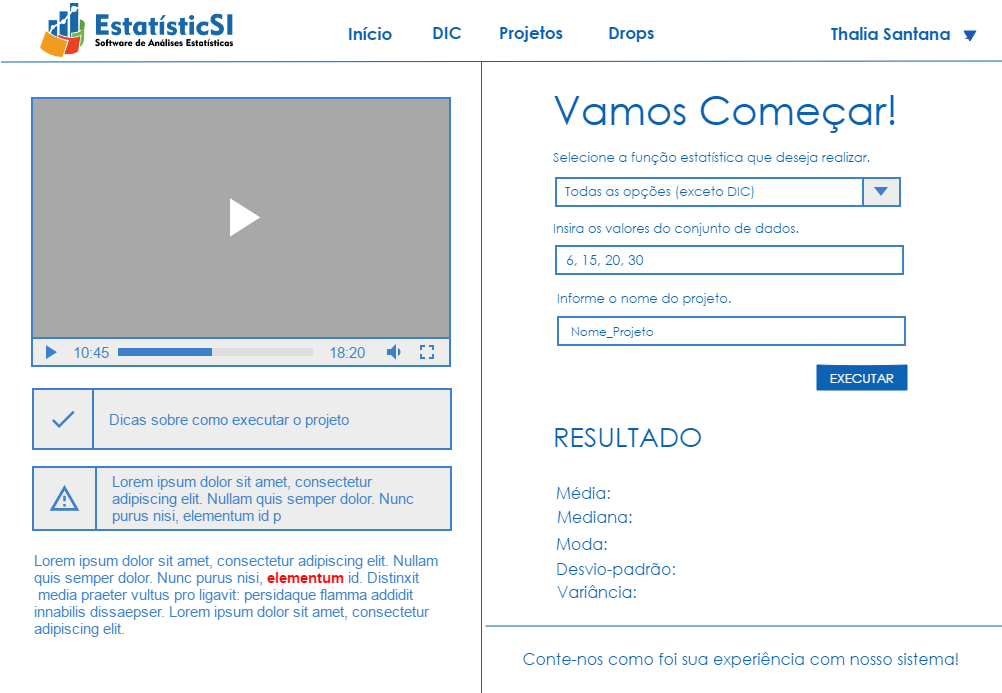 EstatísticSI
Software de Análises Estatísticas
Início
DIC
Projetos
Drops
Thalia Santana
10:45
18:20
Dicas sobre como executar o projeto
Lorem ipsum dolor sit amet, consectetur
adipiscing elit. Nullam quis semper dolor. Nunc
purus nisi, elementum id p
Lorem ipsum dolor sit amet, consectetur adipiscing elit. Nullam
quis semper dolor. Nunc purus nisi, elementum id. Distinxit
media praeter vultus pro ligavit: persidaque flamma addidit
innabilis dissaepser. Lorem ipsum dolor sit amet, consectetur
adipiscing elit.
Vamos Começar!
Selecione a função estatística que deseja realizar.
Todas as opções (exceto DIC)
Insira os valores do conjunto de dados.
6, 15, 20, 30
Informe o nome do projeto.
Nome_Projeto
EXECUTAR
RESULTADO
Média:
Mediana:
Moda:
Desvio-padrão:
Variância:
Conte-nos como foi sua experiência com nosso sistema!